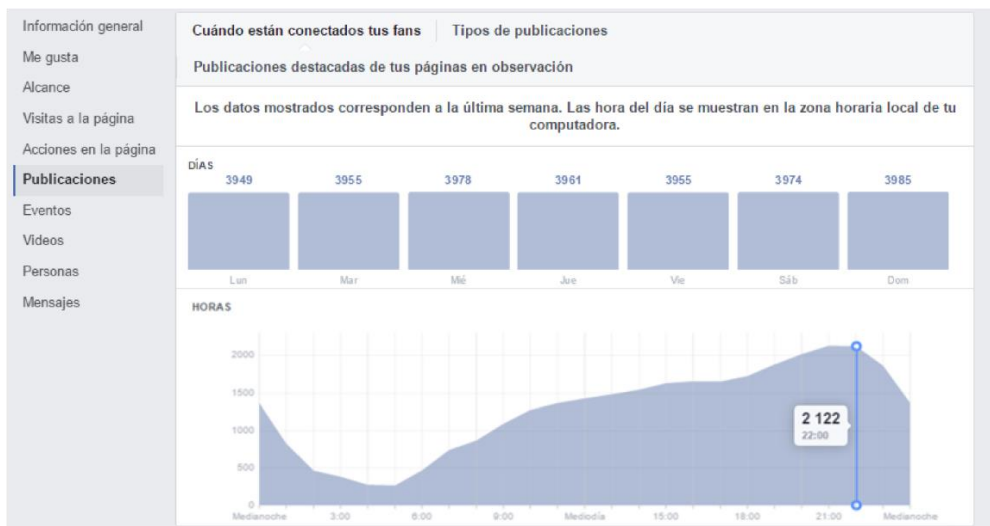 Información general
Me gusta
Alcance
Visitas a la página
Acciones en la página
Publicaciones
Eventos
Videos
Personas
Mensajes
Cuándo están conectados tus fans
Tipos de publicaciones
Publicaciones destacadas de tus páginas en observación
Los datos mostrados corresponden a la última semana. Las hora del día se muestran en la zona horaria local de tu
computadora.
DÍAS
3949 3955 3978 3961 3955 3974 3985
Lun Mar Mié Jue Vie Sáb Dom
HORAS
2000
1500
1000
500
0
2 122
22:00
Medianoche 3:00 6:00 9:00 Mediodía 15:00 18:00 21:00 Medianoche